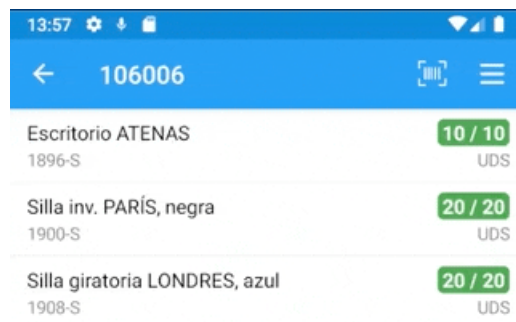 13:57
106006
Escritorio ATENAS
10 / 10
1896-S
UDS
Silla inv. PARÍS, negra
20 / 20
1900-S
UDS
Silla giratoria LONDRES, azul
20 / 20
1908-S
UDS